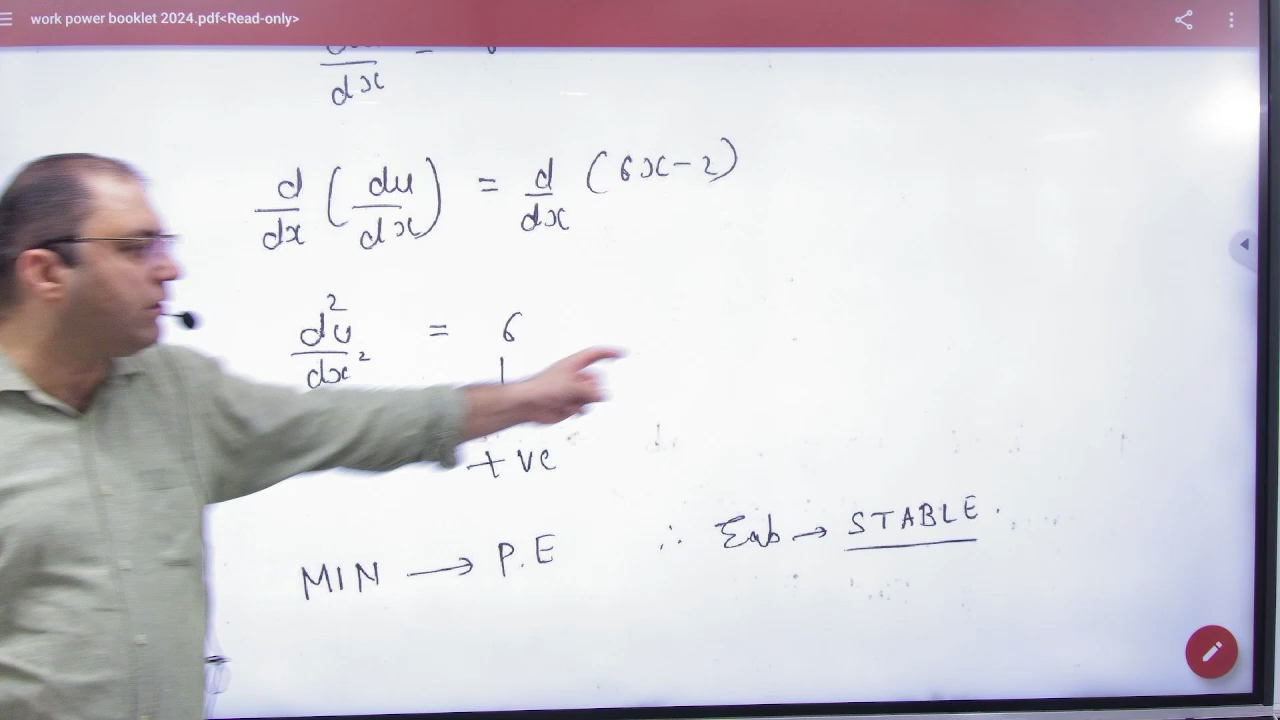 work power booklet 2024.pdf<Read-only>
dx
d/dx (du/dx) = d/dx (6x-2)
d²u/dx² = 6
+ve
MIN → P.E ∴ Eqb → STABLE.